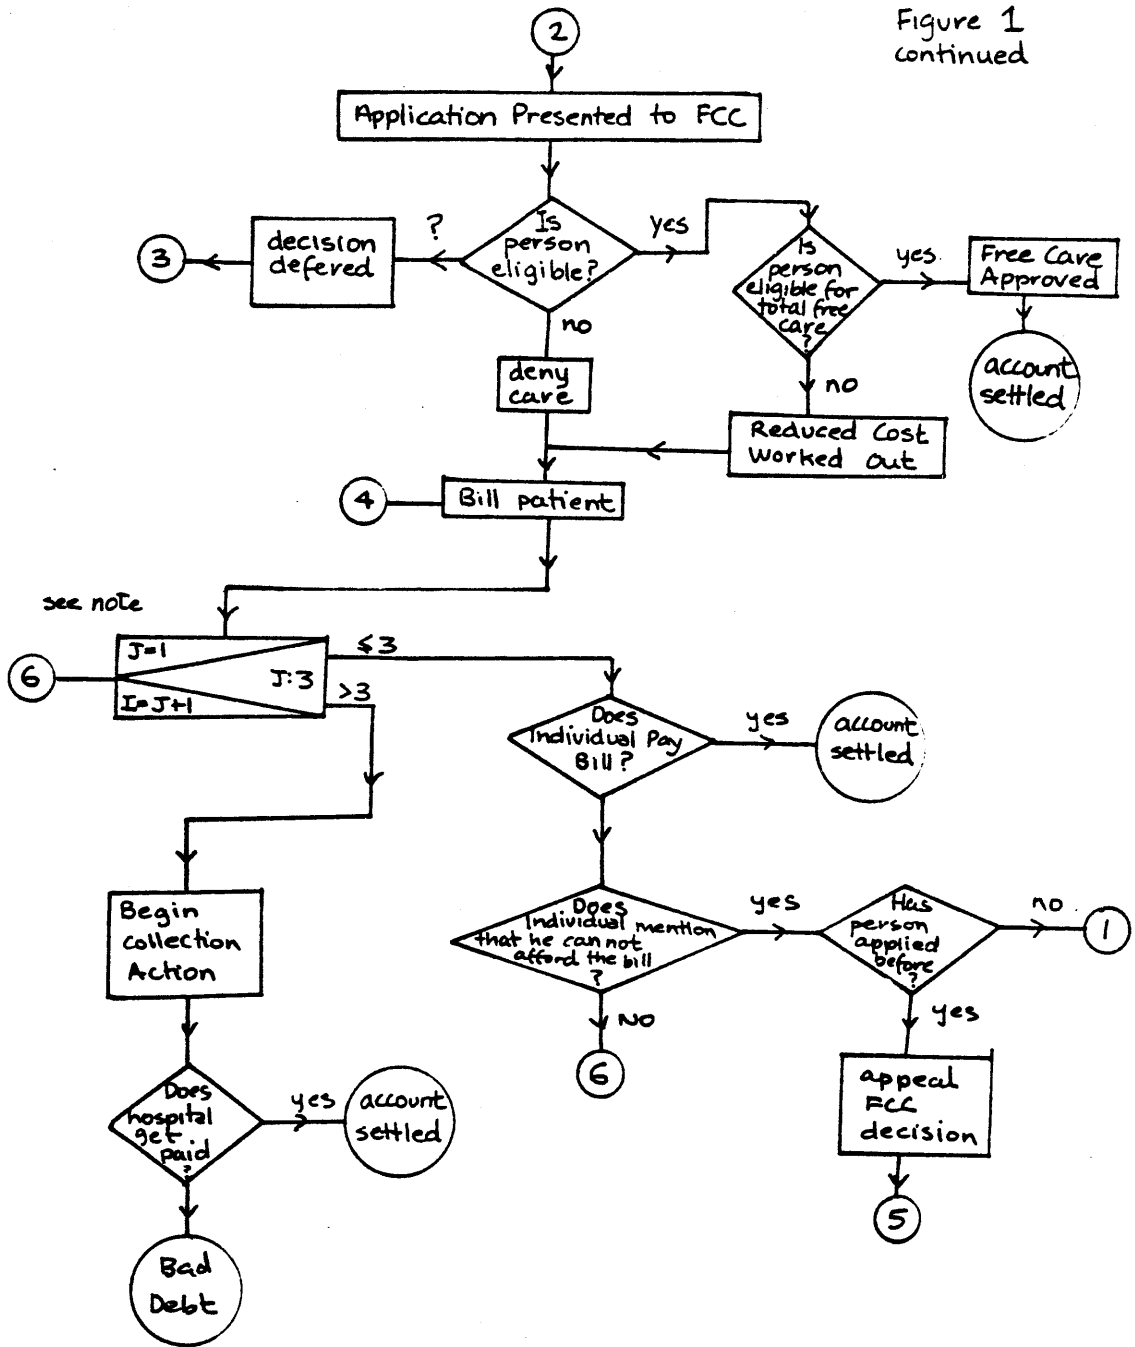 Figure 1
continued
2
Application Presented to FCC
Is
person
eligible?
?
decision
defered
3
yes
Is
person
eligible for
total free
care
?
yes
Free Care
Approved
account
settled
no
deny
care
no
Reduced Cost
Worked Out
4
Bill patient
see note
6
J=1
J:3
I=J+1
≤3
>3
Does
Individual Pay
Bill?
yes
account
settled
Begin
collection
Action
Does
Individual mention
that he can not
afford the bill
?
yes
Has
person
applied
before
?
no
1
NO
6
yes
appeal
FCC
decision
5
Does
hospital
get
paid
?
yes
account
settled
Bad
Debt